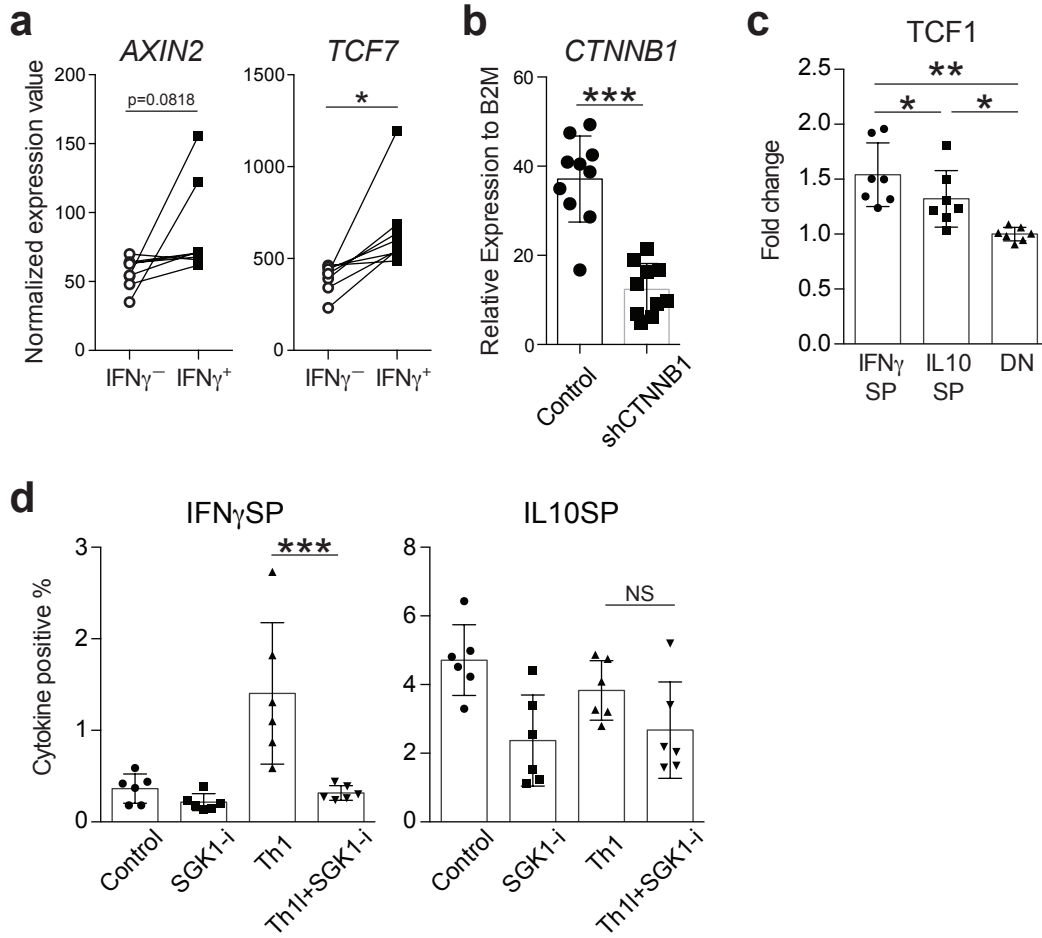 a
AXIN2
TCF7
Normalized expression value
200
150
100
50
0
p=0.0818
IFNγ⁻
IFNγ⁺
1500
1000
500
0
*
IFNγ⁻
IFNγ⁺
b
CTNNB1
Relative Expression to B2M
60
40
20
0
***
Control
shCTNNB1
c
TCF1
Fold change
2.5
2.0
1.5
1.0
0.5
0.0
**
*
*
IFNγ
SP
IL10
SP
DN
d
IFNγSP
Cytokine positive %
3
2
1
0
***
Control
SGK1-i
Th1
Th1l+SGK1-i
IL10SP
8
6
4
2
0
NS
Control
SGK1-i
Th1
Th1l+SGK1-i